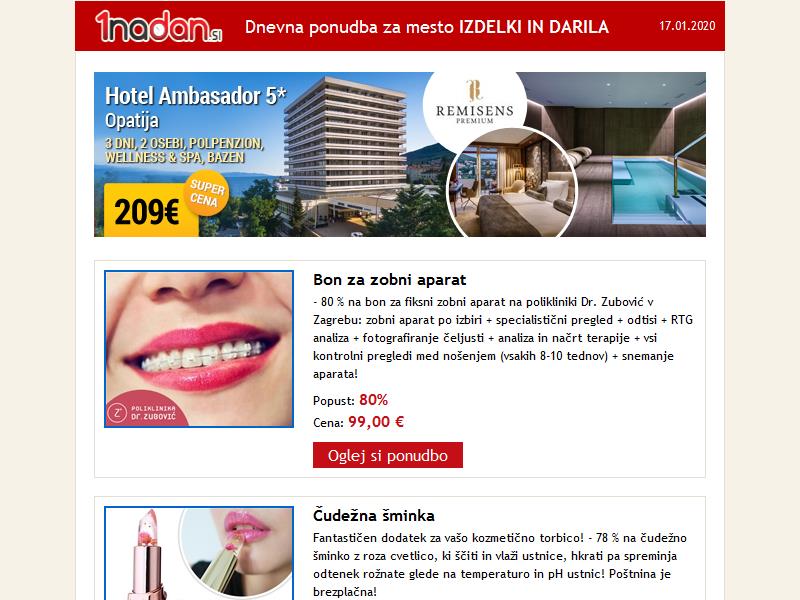 1nadan.SI
Dnevna ponudba za mesto IZDELKI IN DARILA
17.01.2020
Hotel Ambasador 5*
Opatija
3 DNI, 2 OSEBI, POLPENZION,
WELLNESS & SPA, BAZEN
SUPER
CENA
209€
REMISENS
PREMIUM
Bon za zobni aparat
- 80 % na bon za fiksni zobni aparat na polikliniki Dr. Zubović v
Zagrebu: zobni aparat po izbiri + specialistični pregled + odtisi + RTG
analiza + fotografiranje čeljusti + analiza in načrt terapije + vsi
kontrolni pregledi med nošenjem (vsakih 8-10 tednov) + snemanje
aparata!
Popust: 80%
Cena: 99,00 €
Oglej si ponudbo
Z
POLIKLINIKA
DR. ZUBOVIĆ
Čudežna šminka
Fantastičen dodatek za vašo kozmetično torbico! - 78 % na čudežno
šminko z roza cvetlico, ki ščiti in vlaži ustnice, hkrati pa spreminja
odtenek rožnate glede na temperaturo in pH ustnic! Poštnina je
brezplačna!